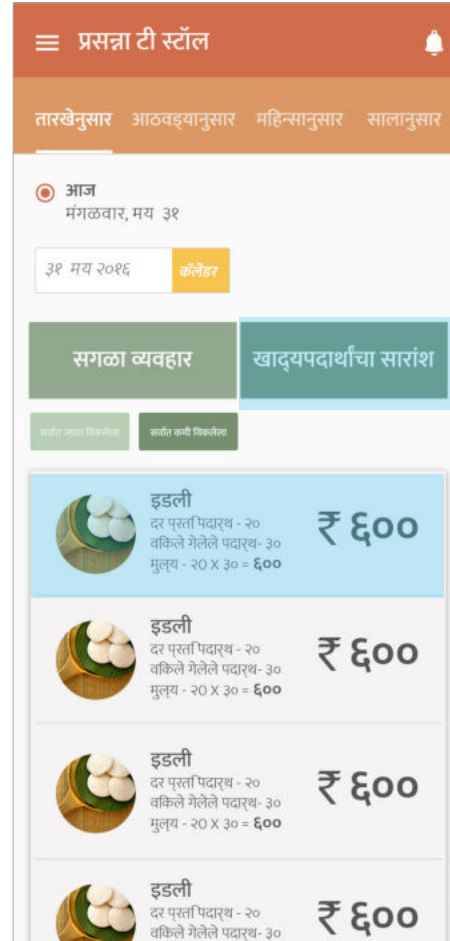 प्रसन्ना टी स्टॉल
तारखेनुसार आठवड्यानुसार महिन्सानुसार सालानुसार
आज
मंगळवार, मय ३१
३१ मय २०१६ कॅलेंडर
सगळा व्यवहार खाद्यपदार्थांचा सारांश
सर्वात जास्त विकलेला सर्वात कमी विकलेला
इडली
दर प्रति पदार्थ - २०
विकले गेलेले पदार्थ- ३०
मुल्य - २० X ३० = ६००
₹ ६००
इडली
दर प्रति पदार्थ - २०
विकले गेलेले पदार्थ- ३०
मुल्य - २० X ३० = ६००
₹ ६००
इडली
दर प्रति पदार्थ - २०
विकले गेलेले पदार्थ- ३०
मुल्य - २० X ३० = ६००
₹ ६००
इडली
दर प्रति पदार्थ - २०
विकले गेलेले पदार्थ- ३०
₹ ६००